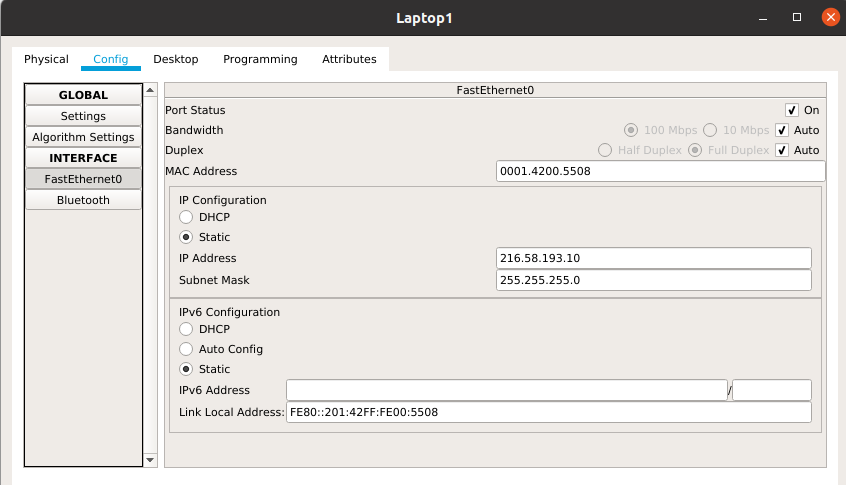 Laptop1
Physical Config Desktop Programming Attributes
GLOBAL
Settings
Algorithm Settings
INTERFACE
FastEthernet0
Bluetooth
FastEthernet0
Port Status On
Bandwidth 100 Mbps 10 Mbps Auto
Duplex Half Duplex Full Duplex Auto
MAC Address 0001.4200.5508
IP Configuration
DHCP
Static
IP Address 216.58.193.10
Subnet Mask 255.255.255.0
IPv6 Configuration
DHCP
Auto Config
Static
IPv6 Address /
Link Local Address: FE80::201:42FF:FE00:5508